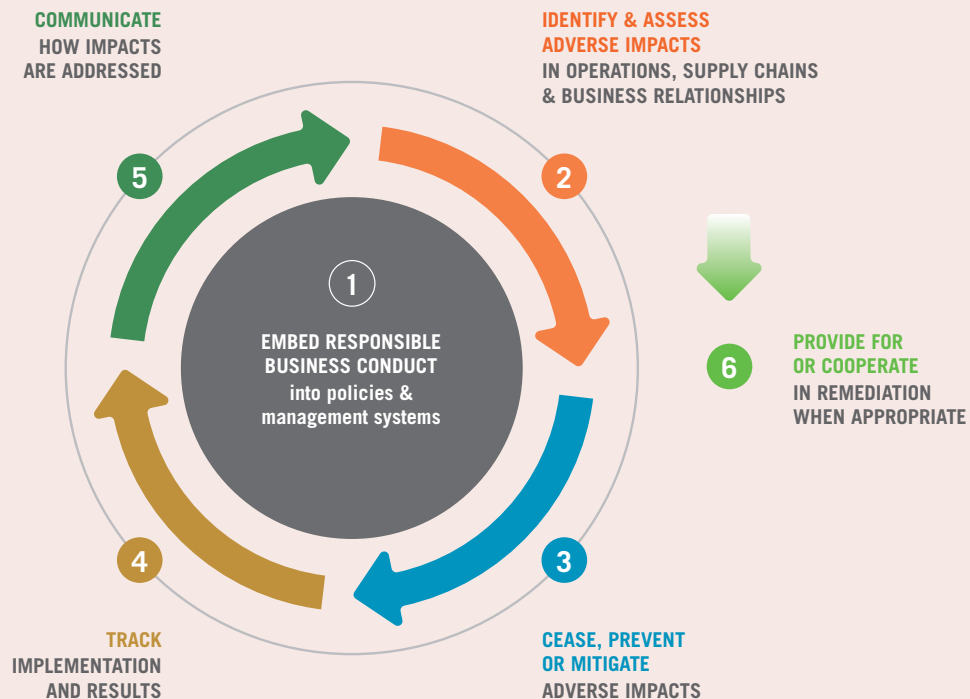 COMMUNICATE
HOW IMPACTS
ARE ADDRESSED
5
IDENTIFY & ASSESS
ADVERSE IMPACTS
IN OPERATIONS, SUPPLY CHAINS
& BUSINESS RELATIONSHIPS
2
1
EMBED RESPONSIBLE
BUSINESS CONDUCT
into policies &
management systems
6
PROVIDE FOR
OR COOPERATE
IN REMEDIATION
WHEN APPROPRIATE
4
TRACK
IMPLEMENTATION
AND RESULTS
3
CEASE, PREVENT
OR MITIGATE
ADVERSE IMPACTS